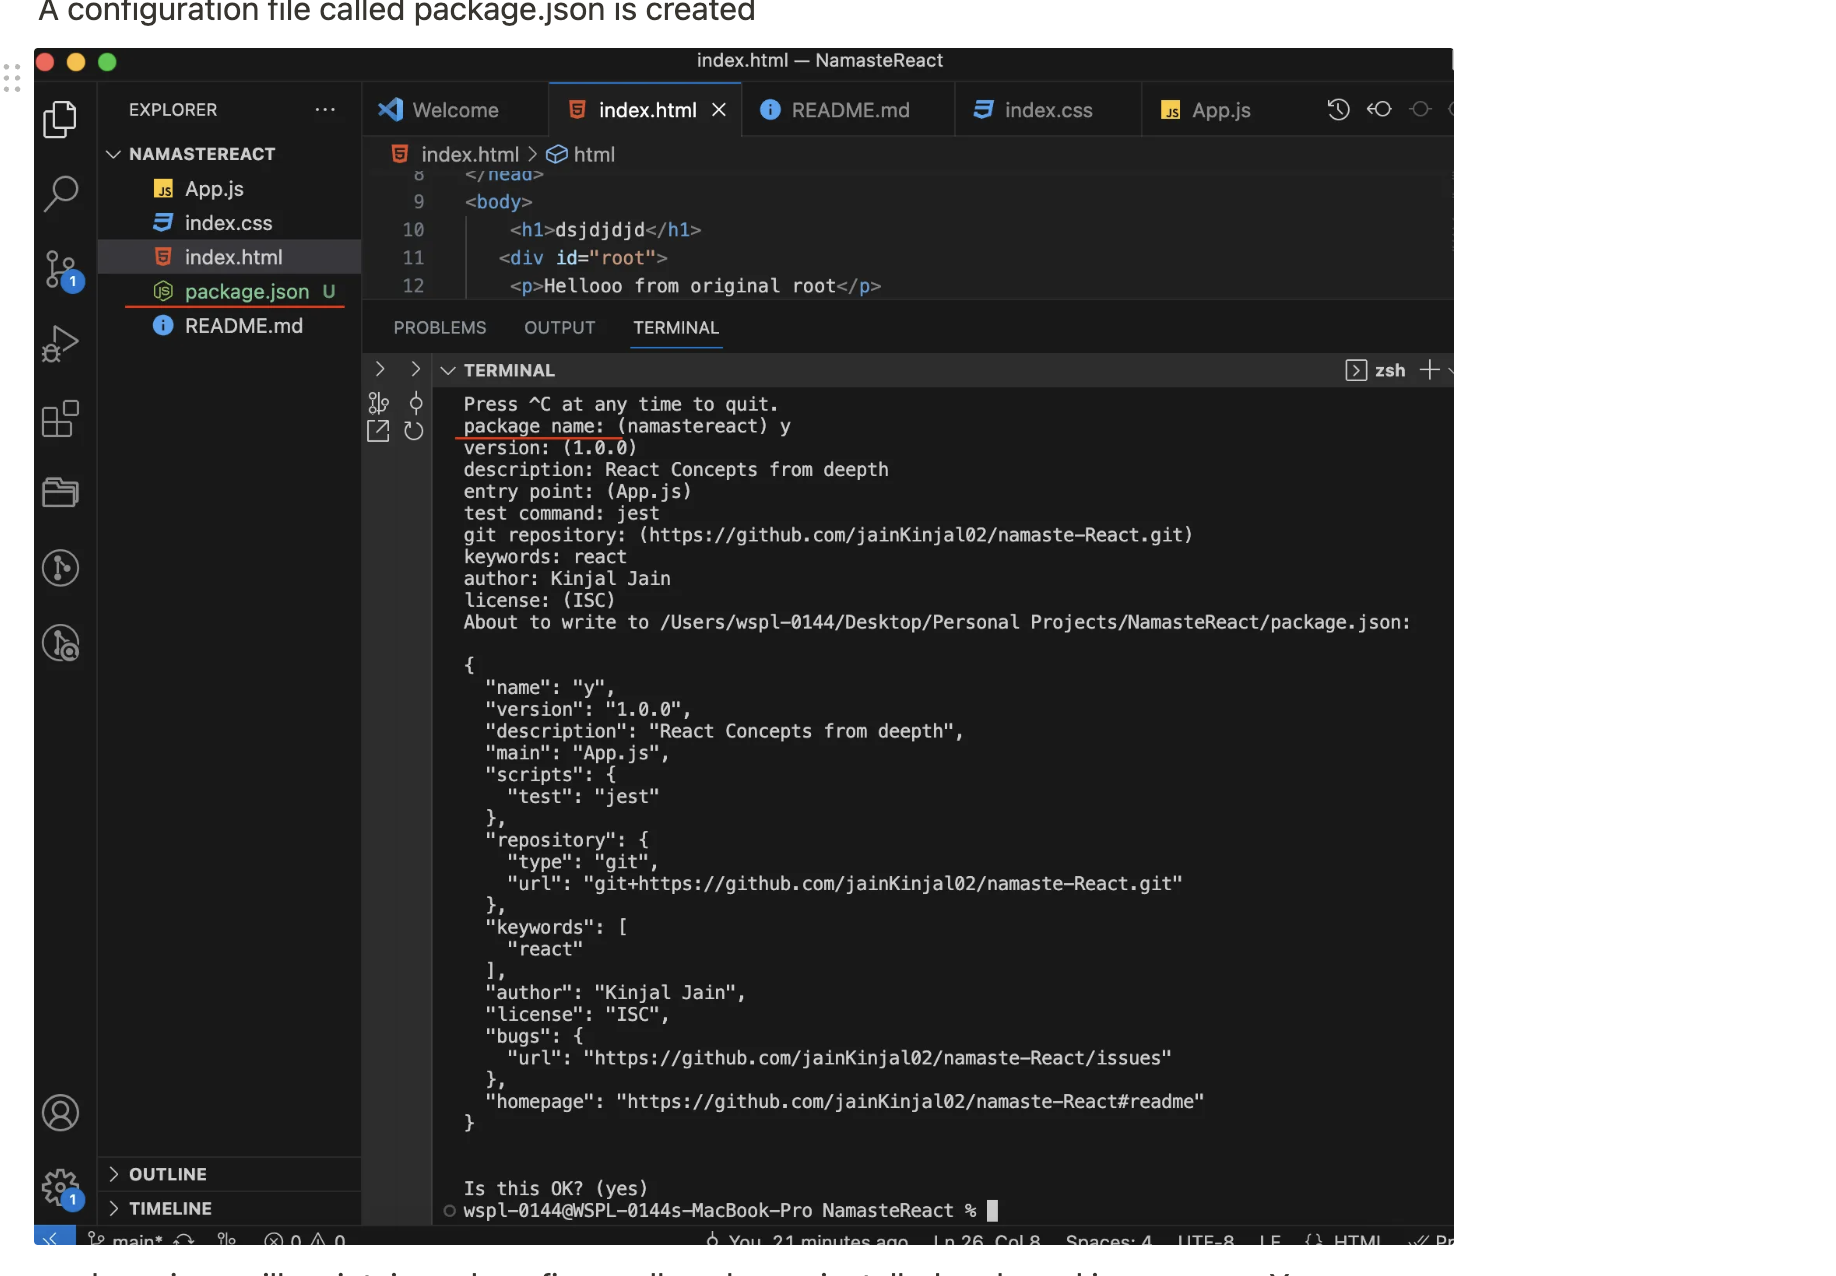 A configuration file called package.json is created
index.html — NamasteReact
EXPLORER
Welcome
index.html
README.md
index.css
App.js
NAMASTEREACT
App.js
index.css
index.html
package.json U
README.md
index.html > html
8 </head>
9 <body>
10 <h1>dsjdjdjd</h1>
11 <div id="root">
12 <p>Hellooo from original root</p>
PROBLEMS OUTPUT TERMINAL
TERMINAL
zsh
Press ^C at any time to quit.
package name: (namastereact) y
version: (1.0.0)
description: React Concepts from deepth
entry point: (App.js)
test command: jest
git repository: (https://github.com/jainKinjal02/namaste-React.git)
keywords: react
author: Kinjal Jain
license: (ISC)
About to write to /Users/wspl-0144/Desktop/Personal Projects/NamasteReact/package.json:
{
"name": "y",
"version": "1.0.0",
"description": "React Concepts from deepth",
"main": "App.js",
"scripts": {
"test": "jest"
},
"repository": {
"type": "git",
"url": "git+https://github.com/jainKinjal02/namaste-React.git"
},
"keywords": [
"react"
],
"author": "Kinjal Jain",
"license": "ISC",
"bugs": {
"url": "https://github.com/jainKinjal02/namaste-React/issues"
},
"homepage": "https://github.com/jainKinjal02/namaste-React#readme"
}
Is this OK? (yes)
wspl-0144@WSPL-0144s-MacBook-Pro NamasteReact %
1
1
OUTLINE
TIMELINE
main* 0 0 You, 21 minutes ago Ln 26, Col 8 Spaces: 4 UTF-8 LF {} HTML